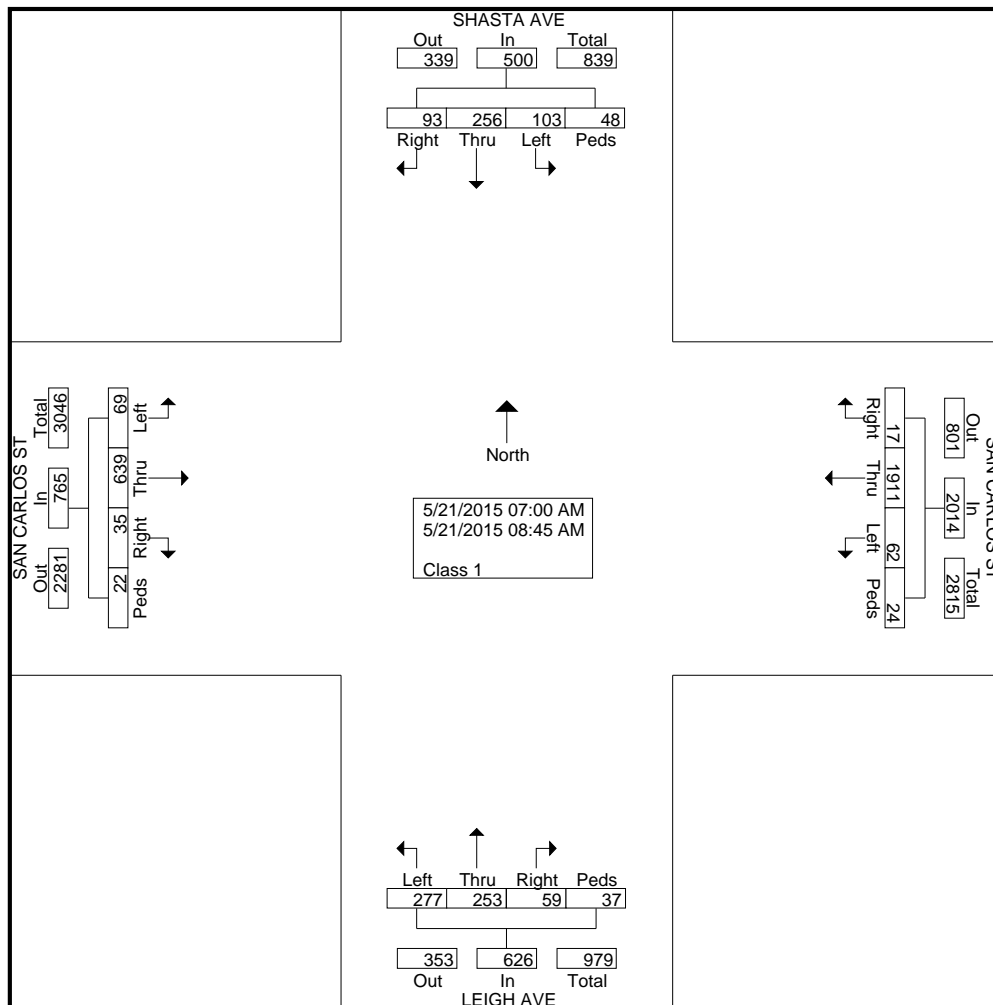 SHASTA AVE
Out In Total
339 500 839
93 256 103 48
Right Thru Left Peds
SAN CARLOS ST
Total In Out
3046 765 2281
69 639 35 22
Left Thru Right Peds
North
5/21/2015 07:00 AM
5/21/2015 08:45 AM
Class 1
Right Thru Left Peds
17 1911 62 24
Out In Total
801 2014 2815
SAN CARLOS ST
Left Thru Right Peds
277 253 59 37
353 626 979
Out In Total
LEIGH AVE